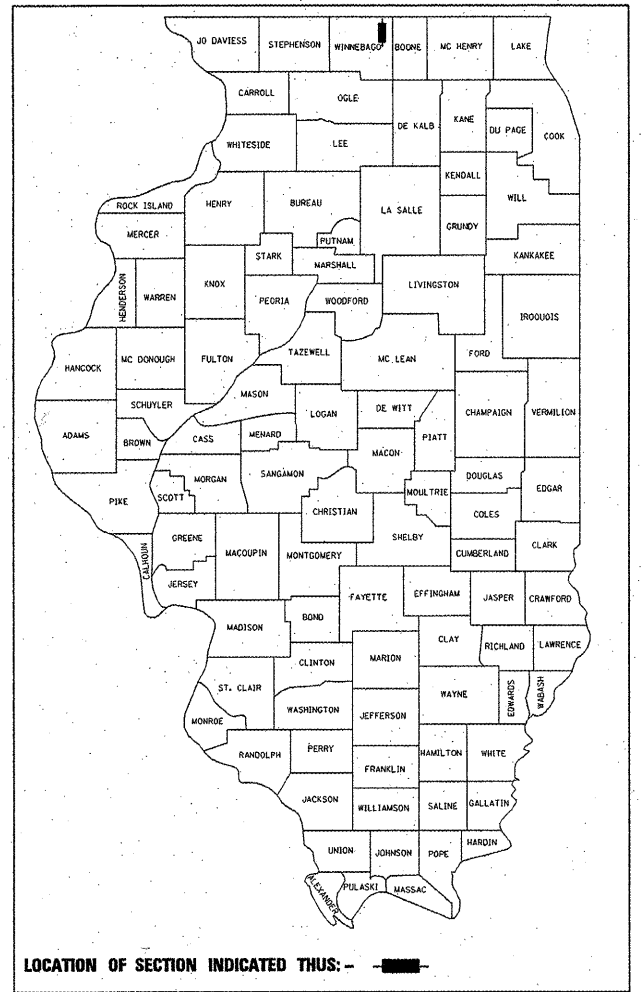 JO DAVIESS
STEPHENSON
WINNEBAGO
BOONE
MC HENRY
LAKE
CARROLL
OGLE
DE KALB
KANE
DU PAGE
COOK
WHITESIDE
LEE
KENDALL
WILL
ROCK ISLAND
HENRY
BUREAU
LA SALLE
GRUNDY
MERCER
PUTNAM
KANKAKEE
STARK
MARSHALL
HENDERSON
WARREN
KNOX
PEORIA
WOODFORD
LIVINGSTON
IROQUOIS
HANCOCK
MC DONOUGH
FULTON
TAZEWELL
MC LEAN
FORD
SCHUYLER
MASON
LOGAN
DE WITT
CHAMPAIGN
VERMILION
ADAMS
BROWN
CASS
MENARD
MACON
PIATT
PIKE
SCOTT
MORGAN
SANGAMON
CHRISTIAN
MOULTRIE
DOUGLAS
EDGAR
COLES
CALHOUN
GREENE
MACOUPIN
MONTGOMERY
SHELBY
CUMBERLAND
CLARK
JERSEY
FAYETTE
EFFINGHAM
JASPER
CRAWFORD
MADISON
BOND
CLAY
RICHLAND
LAWRENCE
CLINTON
MARION
ST. CLAIR
WAYNE
EDWARDS
WABASH
MONROE
WASHINGTON
JEFFERSON
RANDOLPH
PERRY
HAMILTON
WHITE
FRANKLIN
JACKSON
WILLIAMSON
SALINE
GALLATIN
UNION
JOHNSON
POPE
HARDIN
ALEXANDER
PULASKI
MASSAC
LOCATION OF SECTION INDICATED THUS: -